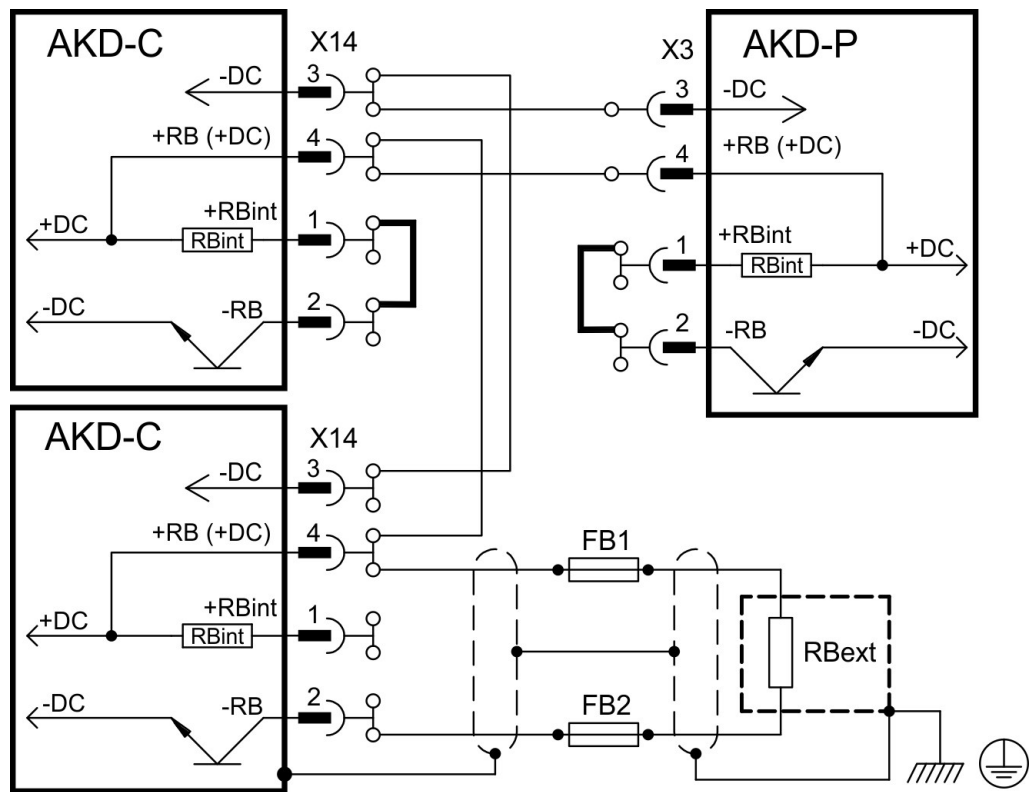 AKD-C
X14
3
-DC
+RB (+DC)
4
+RBint
1
+DC
RBint
-DC
-RB
2
X3
AKD-P
3
-DC
4
+RB (+DC)
1
+RBint
RBint
+DC
2
-RB
-DC
AKD-C
X14
3
-DC
+RB (+DC)
4
+RBint
1
+DC
RBint
-DC
-RB
2
FB1
FB2
RBext